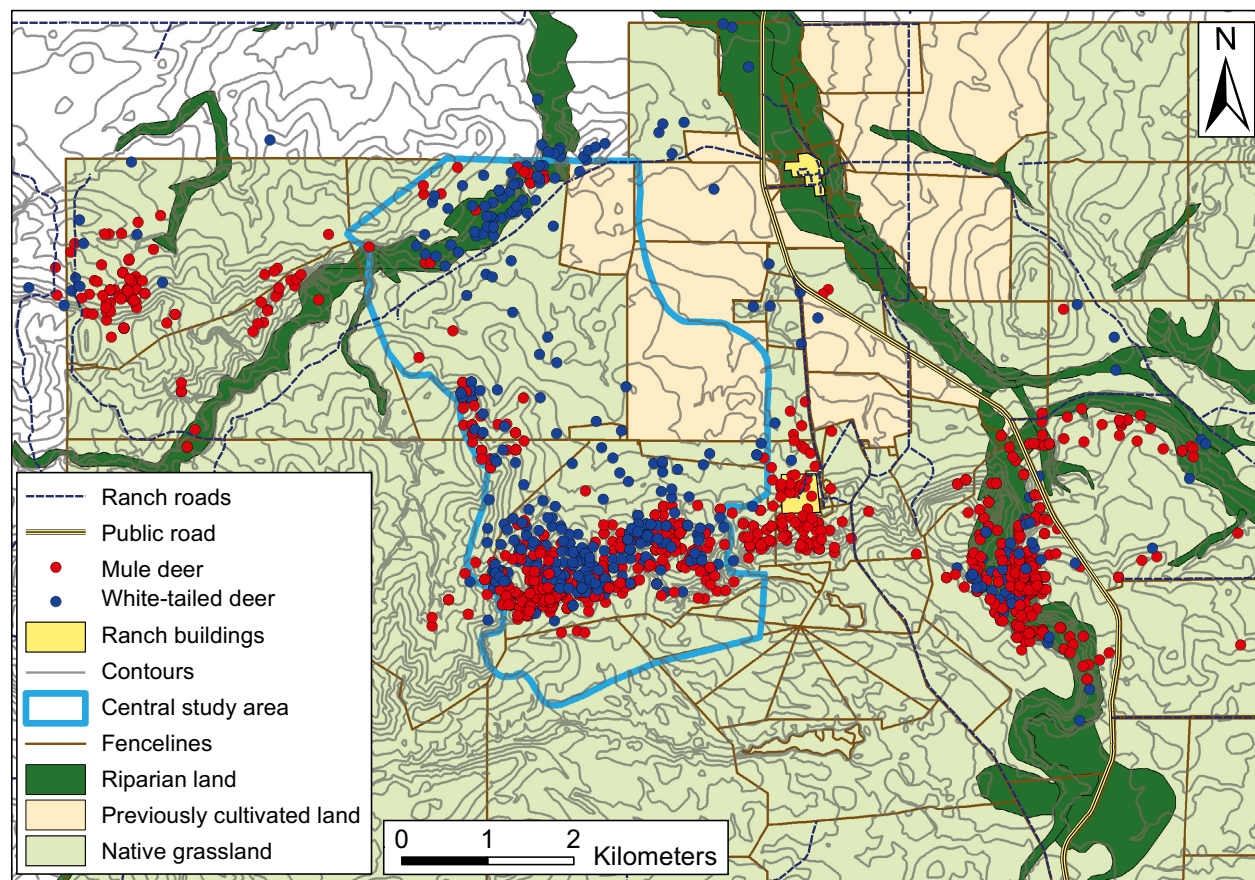 N
Ranch roads
Public road
Mule deer
White-tailed deer
Ranch buildings
Contours
Central study area
Fencelines
Riparian land
Previously cultivated land
Native grassland
0 1 2
Kilometers